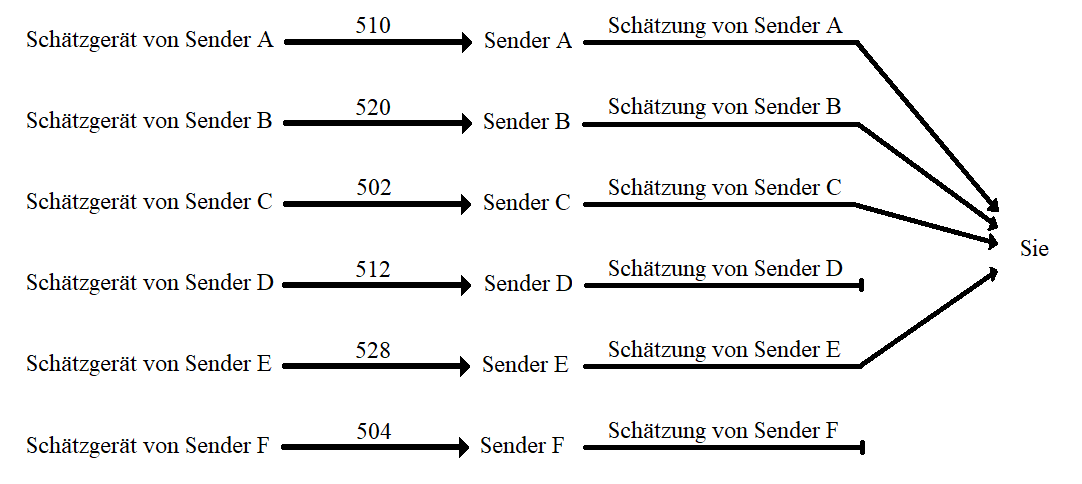 Schätzgerät von Sender A 510 Sender A Schätzung von Sender A
Schätzgerät von Sender B 520 Sender B Schätzung von Sender B
Schätzgerät von Sender C 502 Sender C Schätzung von Sender C
Sie
Schätzgerät von Sender D 512 Sender D Schätzung von Sender D
Schätzgerät von Sender E 528 Sender E Schätzung von Sender E
Schätzgerät von Sender F 504 Sender F Schätzung von Sender F